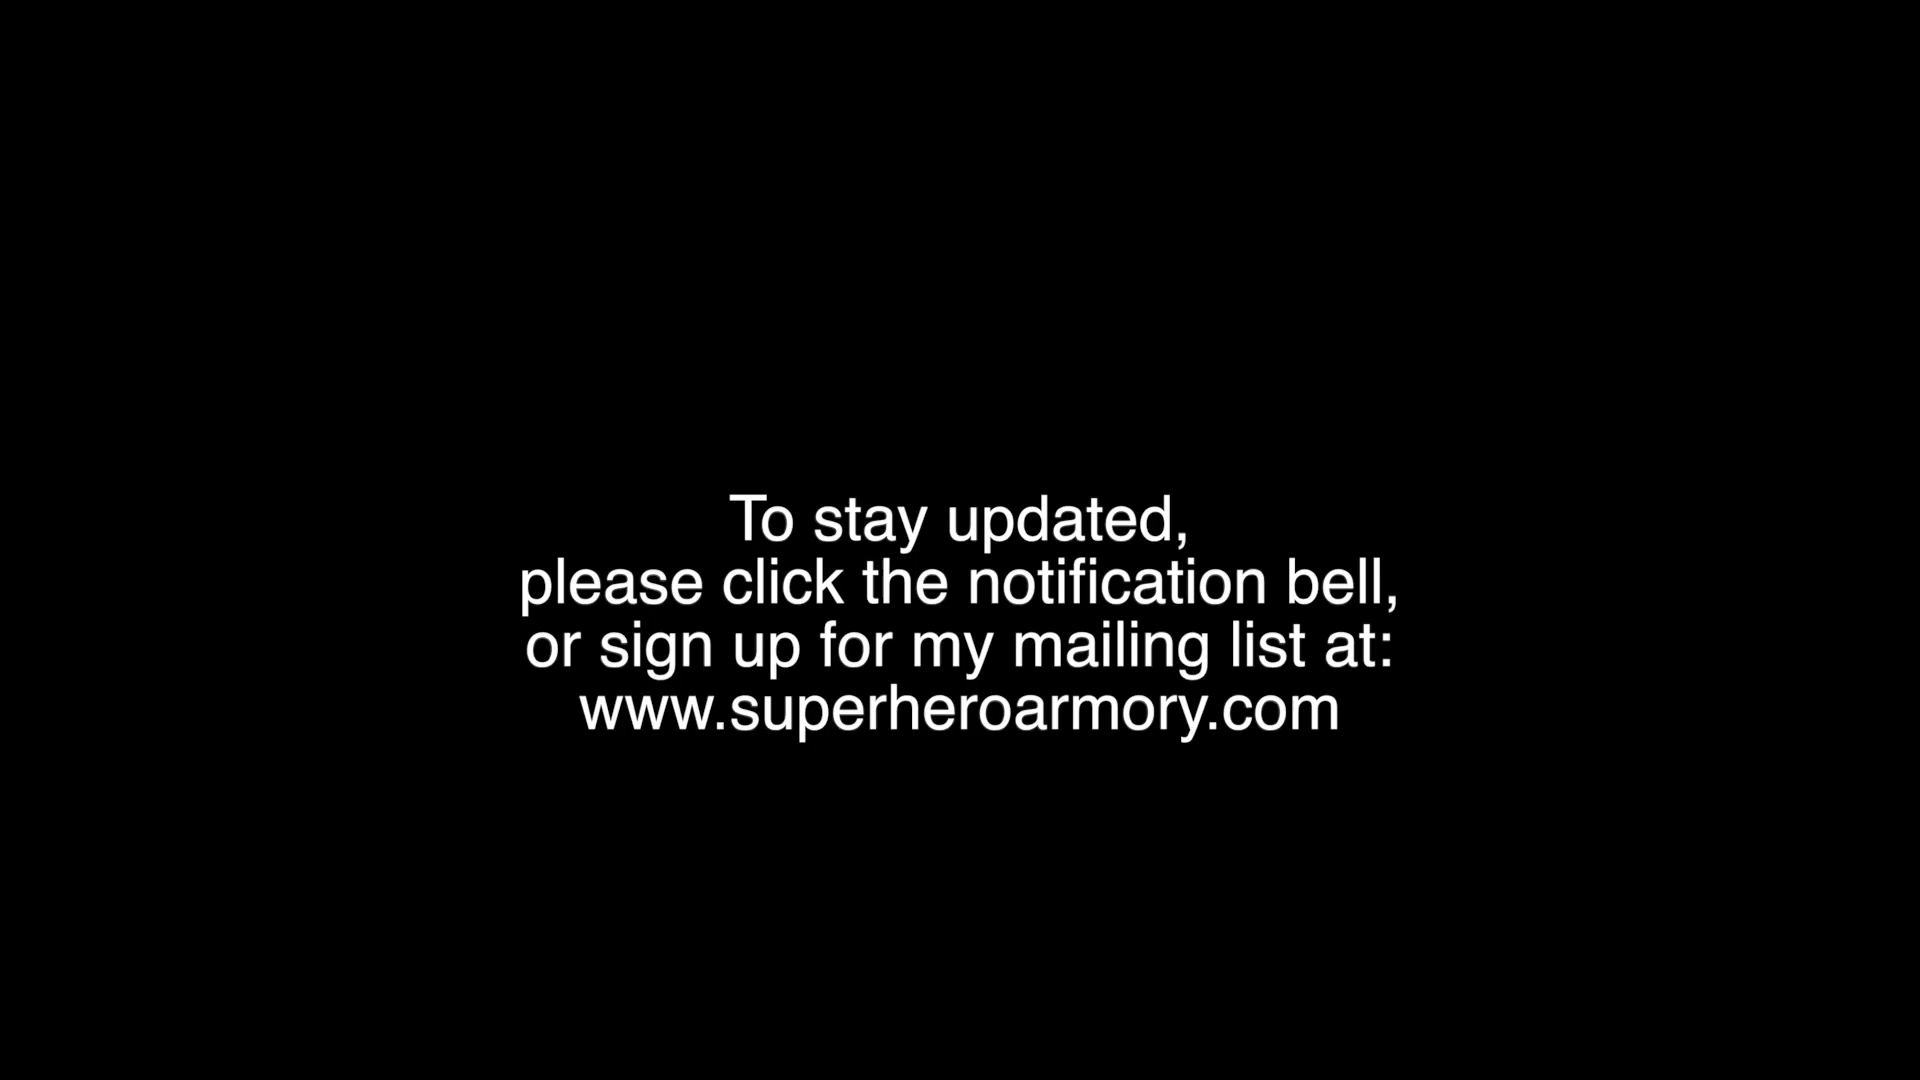 To stay updated,
please click the notification bell,
or sign up for my mailing list at:
www.superheroarmory.com